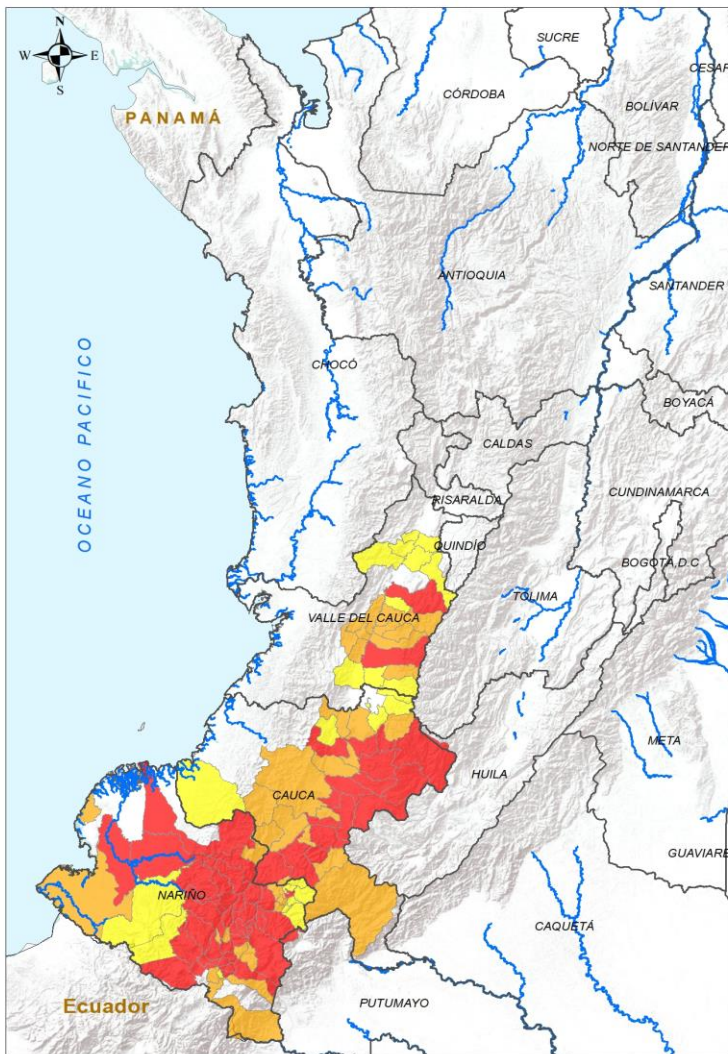 N
W E
S
SUCRE
CESAR
CÓRDOBA
BOLÍVAR
PANAMÁ
NORTE DE SANTANDER
ANTIOQUIA
SANTANDER
OCEANO PACIFICO
CHOCÓ
BOYACÁ
CALDAS
CUNDINAMARCA
RISARALDA
QUINDÍO
BOGOTÁ,D.C
TOLIMA
VALLE DEL CAUCA
META
HUILA
CAUCA
GUAVIARE
NARIÑO
CAQUETÁ
PUTUMAYO
Ecuador